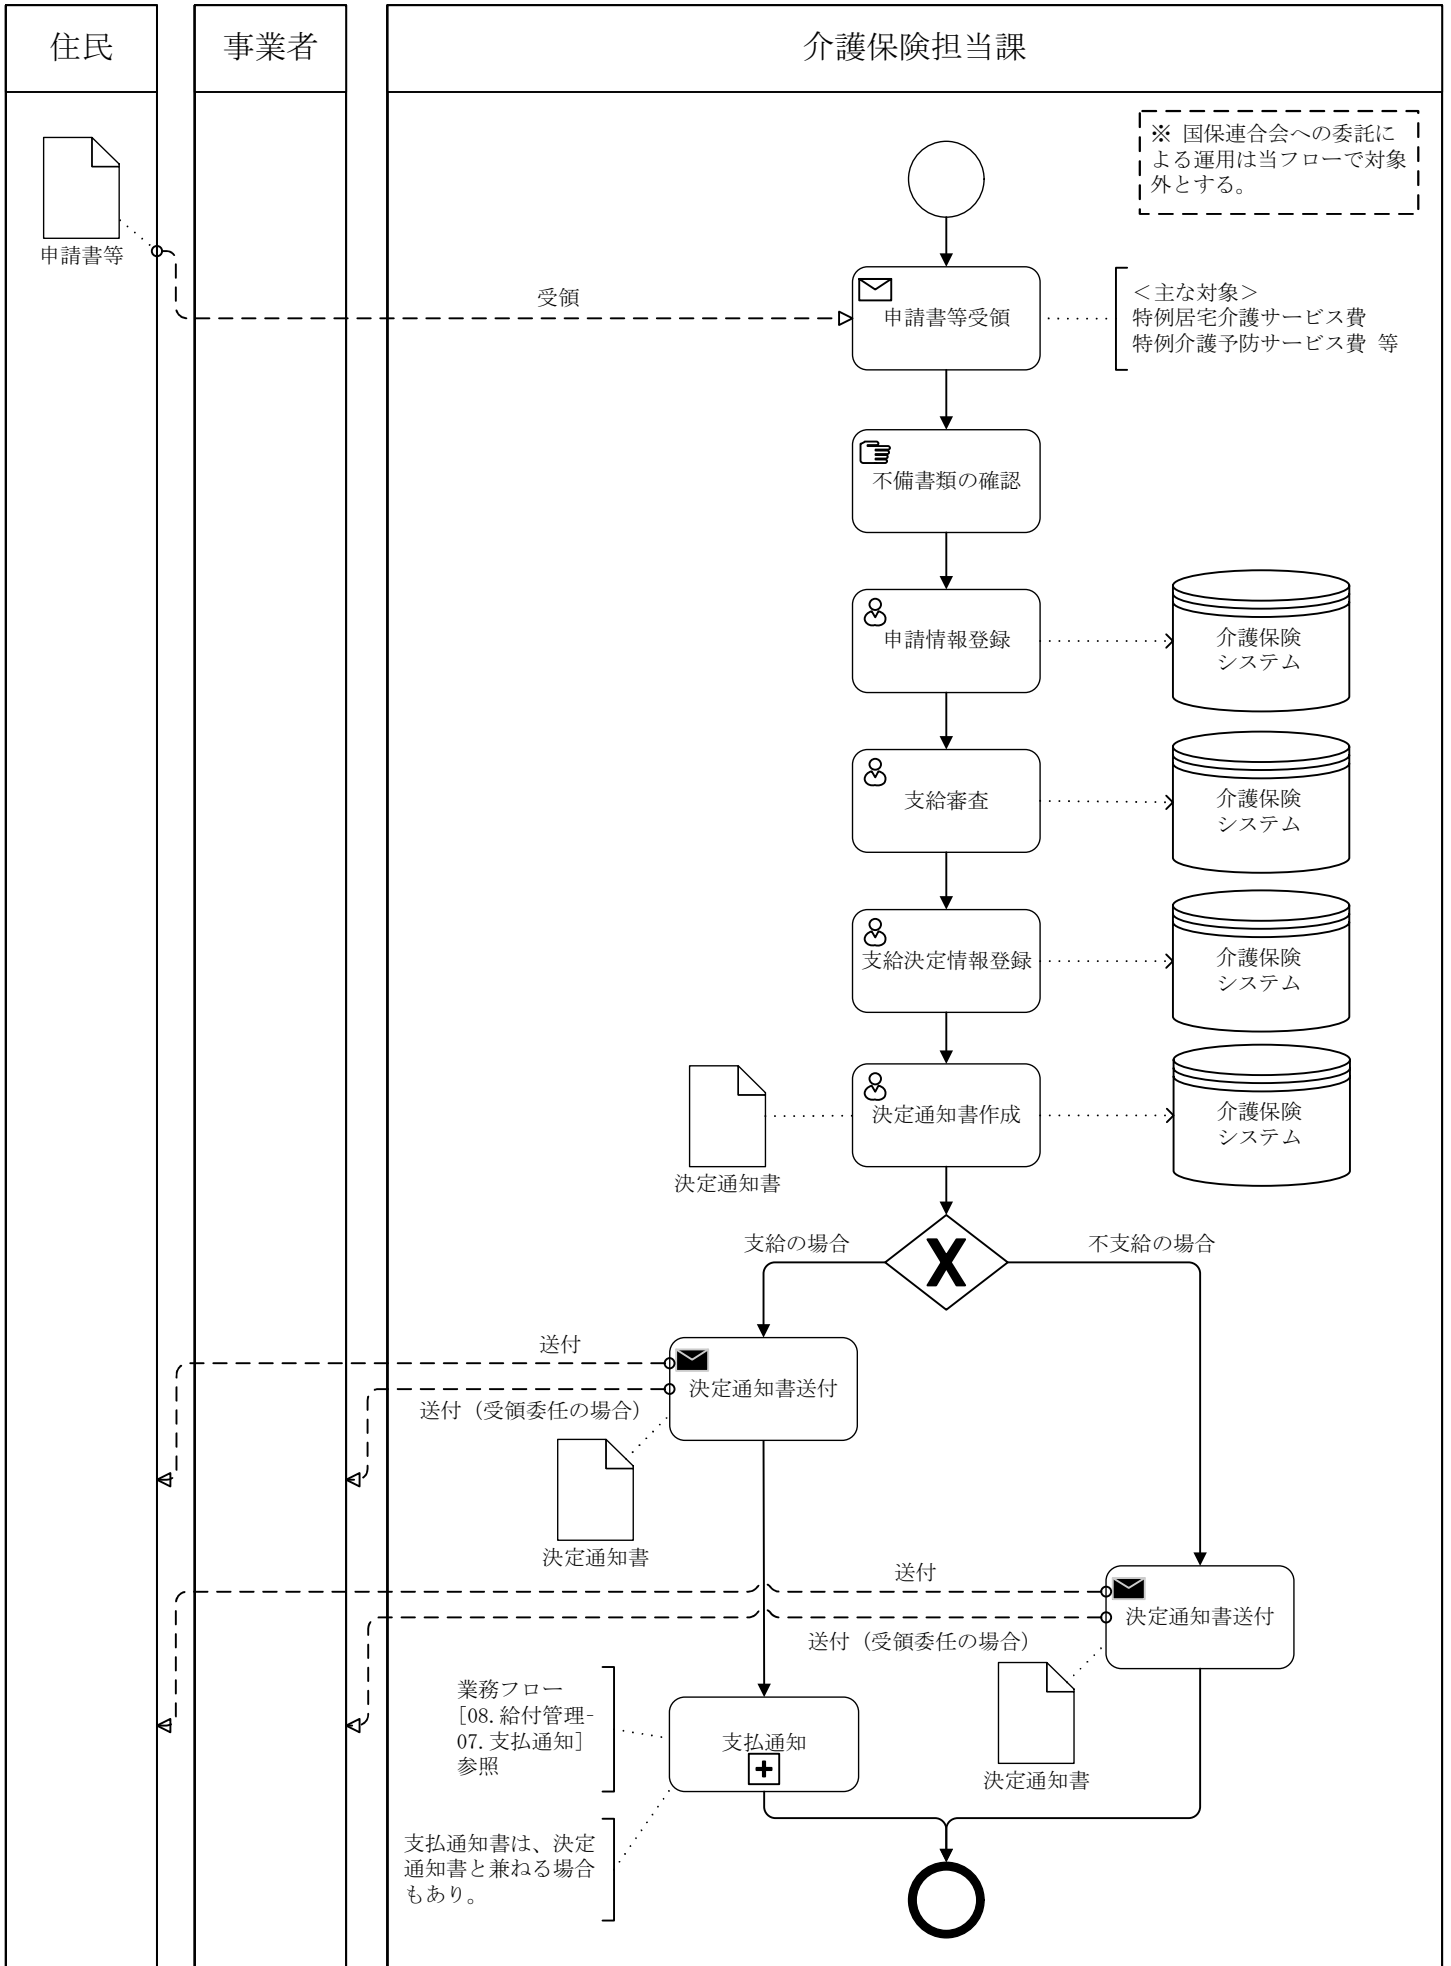 住民
事業者
介護保険担当課
※ 国保連合会への委託に
よる運用は当フローで対象
外とする。
申請書等
受領
申請書等受領
＜主な対象＞
特例居宅介護サービス費
特例介護予防サービス費 等
不備書類の確認
申請情報登録
介護保険
システム
支給審査
介護保険
システム
支給決定情報登録
介護保険
システム
決定通知書作成
介護保険
システム
決定通知書
支給の場合
X
不支給の場合
送付
決定通知書送付
送付（受領委任の場合）
決定通知書
送付
決定通知書送付
送付（受領委任の場合）
決定通知書
業務フロー
[08.給付管理-
07.支払通知]
参照
支払通知
支払通知書は、決定
通知書と兼ねる場合
もあり。